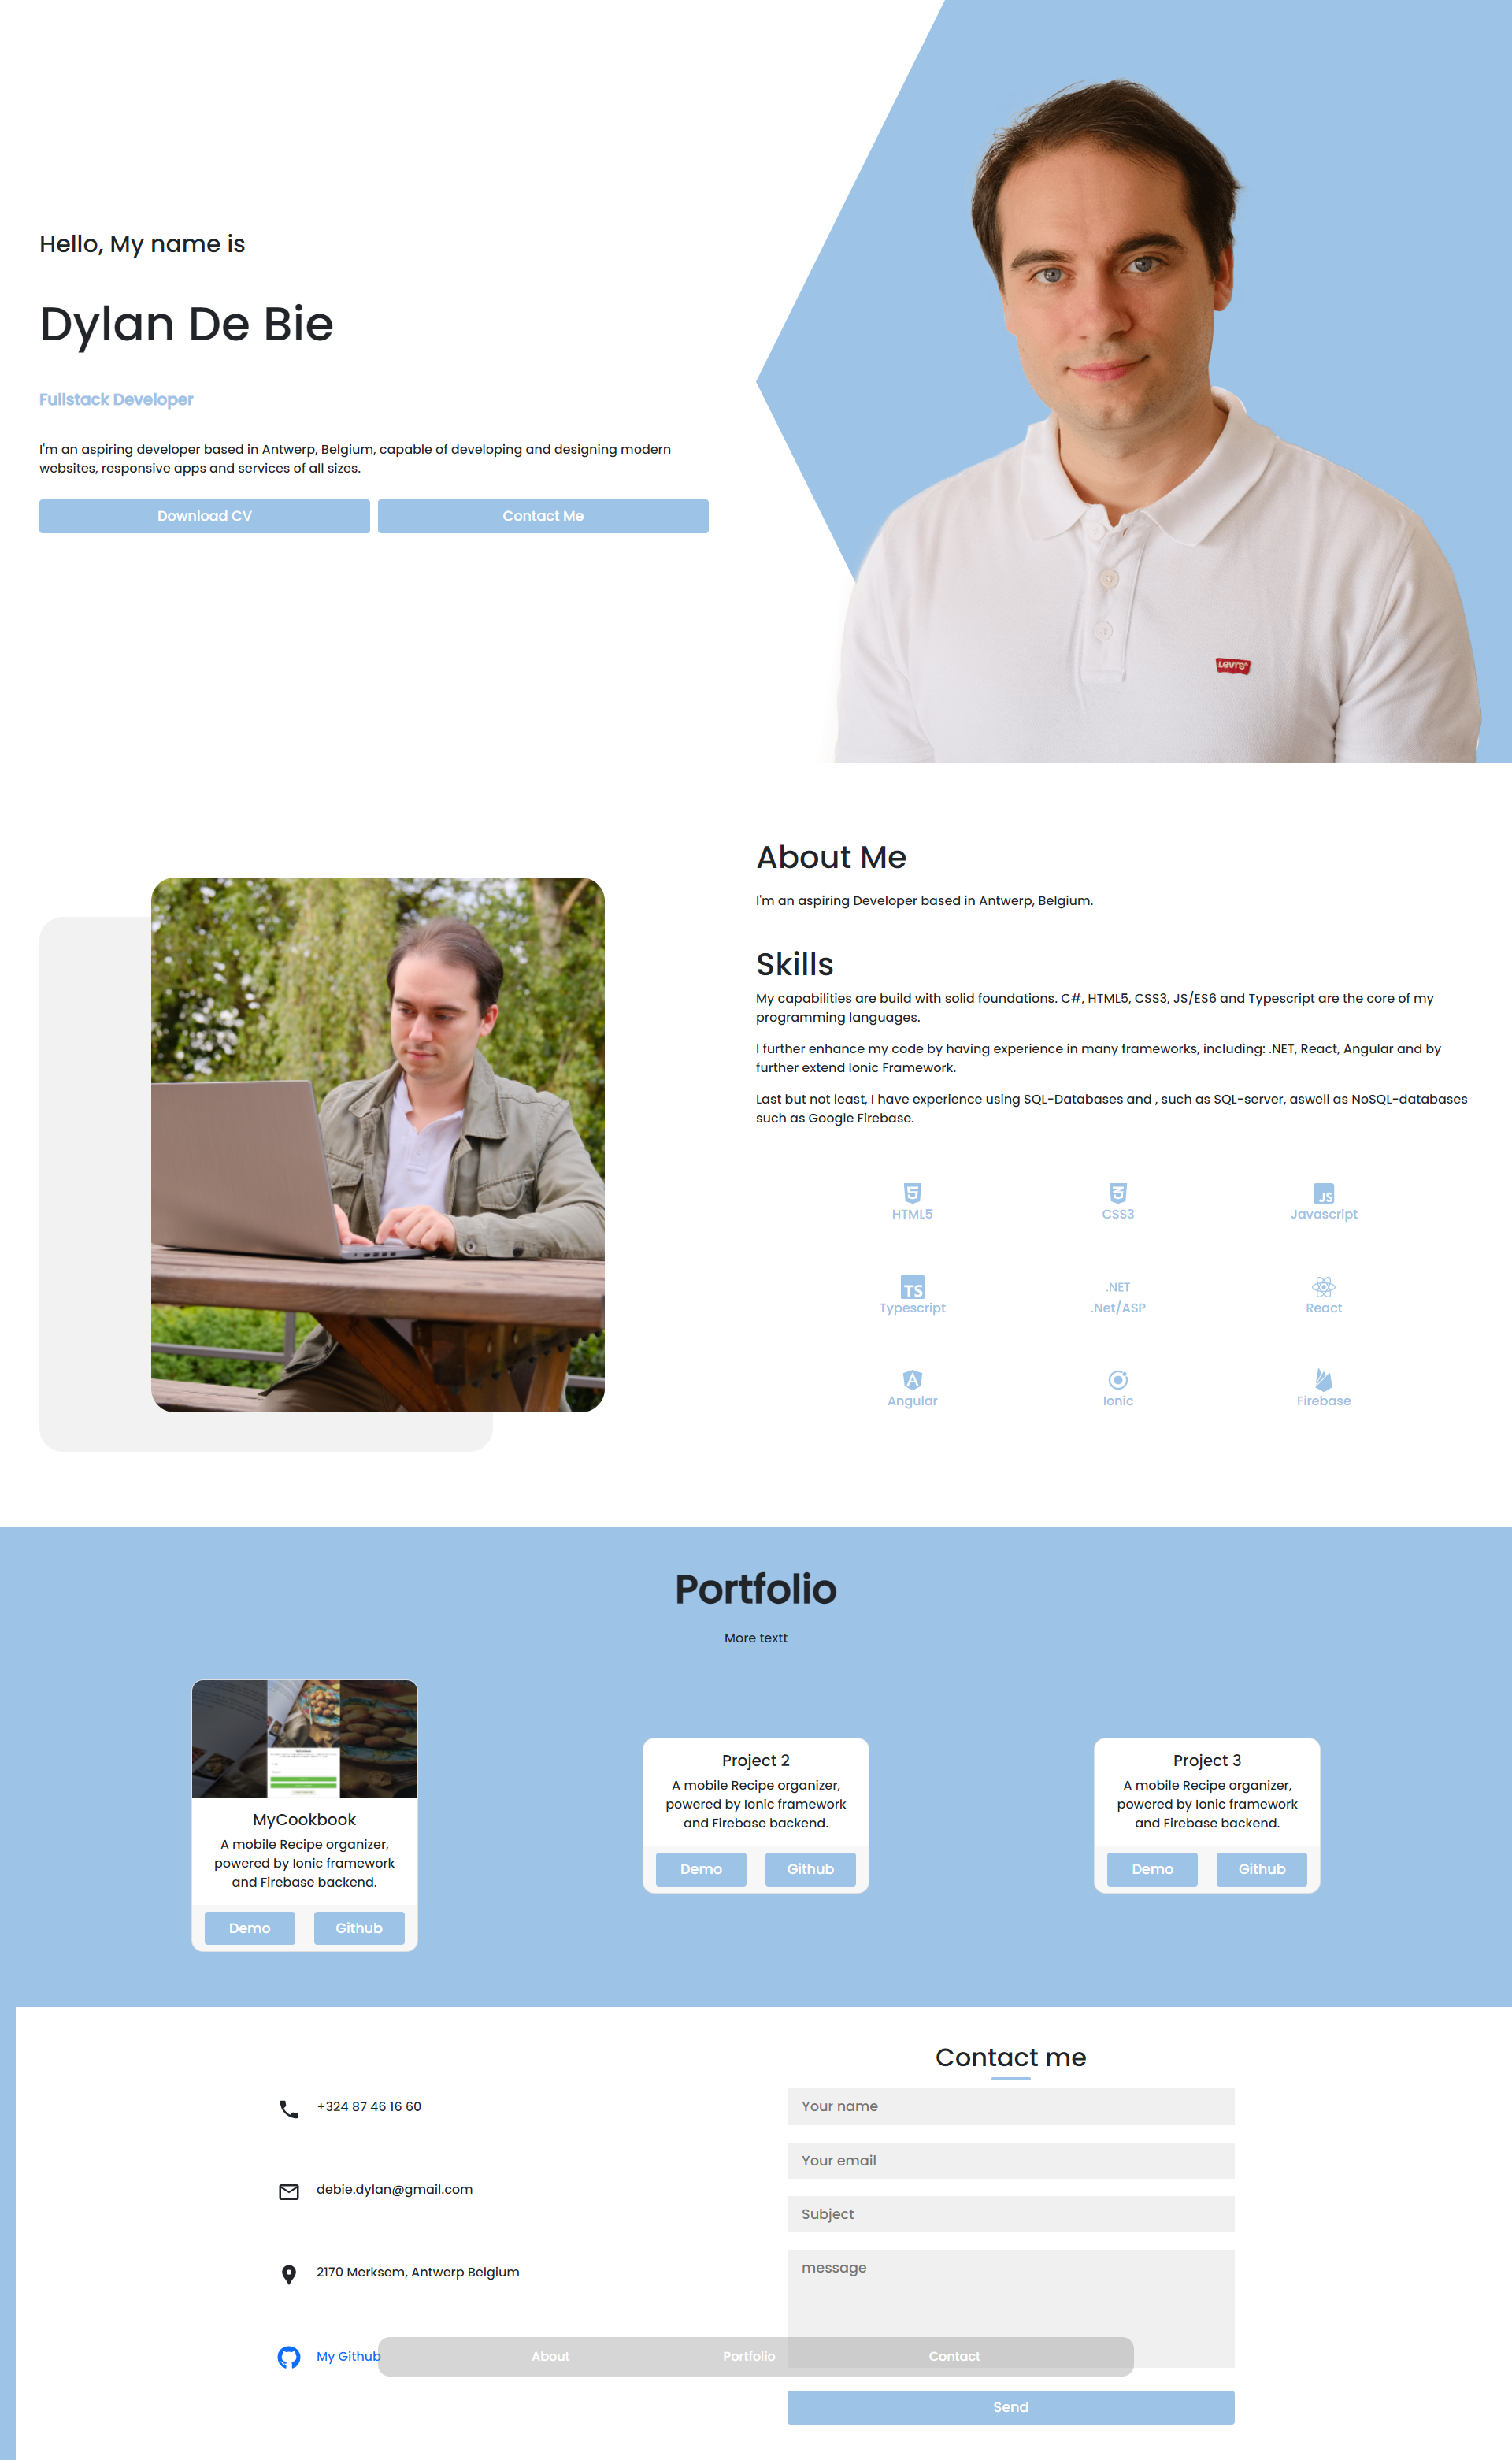 Hello, My name is
Dylan De Bie
Fullstack Developer
I'm an aspiring developer based in Antwerp, Belgium, capable of developing and designing modern
websites, responsive apps and services of all sizes.
Download CV
Contact Me
Levi's
About Me
I'm an aspiring Developer based in Antwerp, Belgium.
Skills
My capabilities are build with solid foundations. C#, HTML5, CSS3, JS/ES6 and Typescript are the core of my
programming languages.
I further enhance my code by having experience in many frameworks, including: .NET, React, Angular and by
further extend Ionic Framework.
Last but not least, I have experience using SQL-Databases and , such as SQL-server, aswell as NoSQL-databases
such as Google Firebase.
HTML5
CSS3
JS
Javascript
TS
Typescript
.NET
.Net/ASP
React
Angular
Ionic
Firebase
Portfolio
More textt
MyCookbook
A mobile Recipe organizer,
powered by Ionic framework
and Firebase backend.
Demo
Github
Project 2
A mobile Recipe organizer,
powered by Ionic framework
and Firebase backend.
Demo
Github
Project 3
A mobile Recipe organizer,
powered by Ionic framework
and Firebase backend.
Demo
Github
+324 87 46 16 60
debie.dylan@gmail.com
2170 Merksem, Antwerp Belgium
My Github
Contact me
Your name
Your email
Subject
message
About
Portfolio
Contact
Send